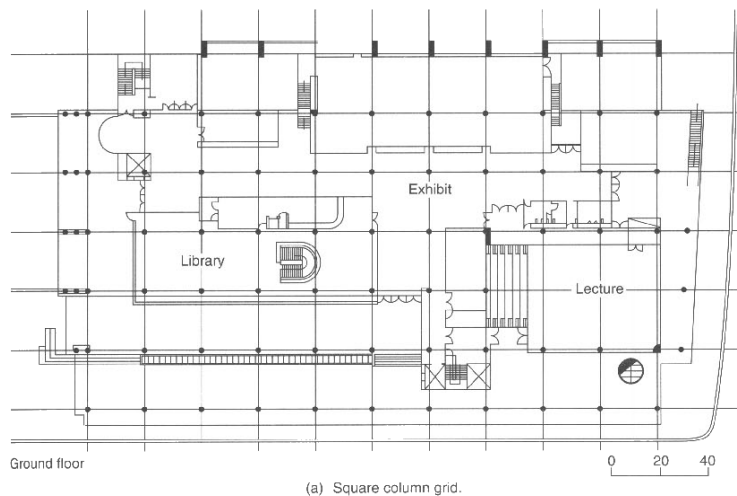 Exhibit
Library
Lecture
Ground floor
0 20 40
(a) Square column grid.